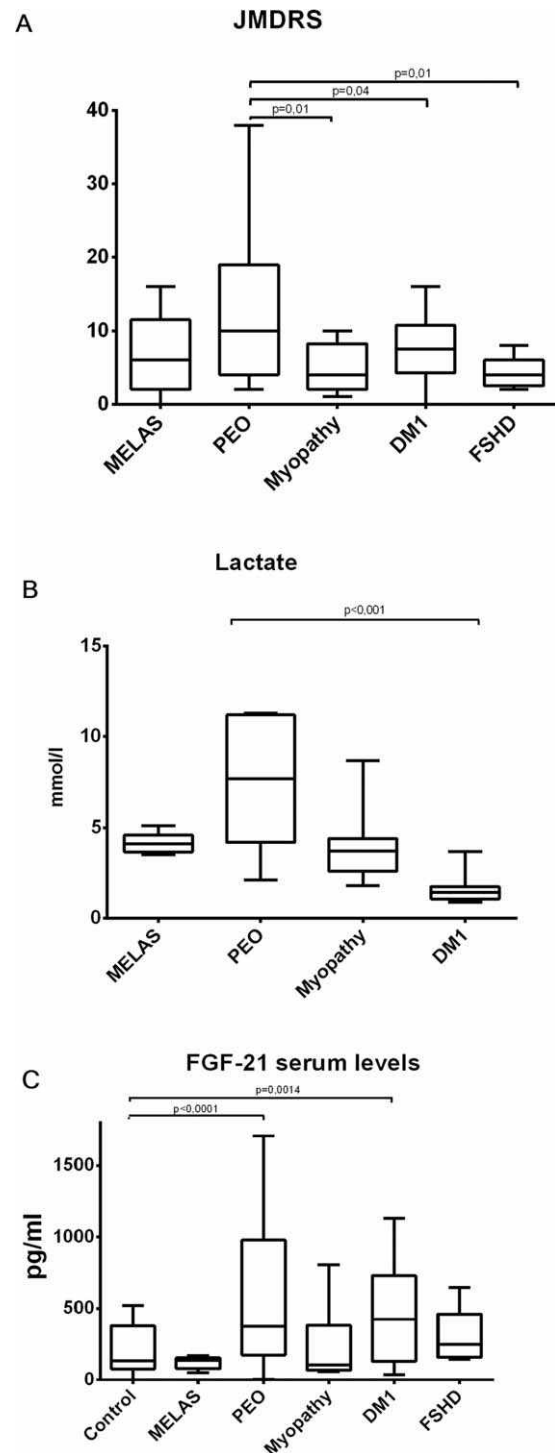 A
JMDRS
p=0,01
p=0,04
p=0,01
40
30
20
10
0
MELAS
PEO
Myopathy
DM1
FSHD
B
Lactate
p<0,001
15
10
5
0
mmol/l
MELAS
PEO
Myopathy
DM1
C
FGF-21 serum levels
p=0,0014
p<0,0001
1500
1000
500
0
pg/ml
Control
MELAS
PEO
Myopathy
DM1
FSHD